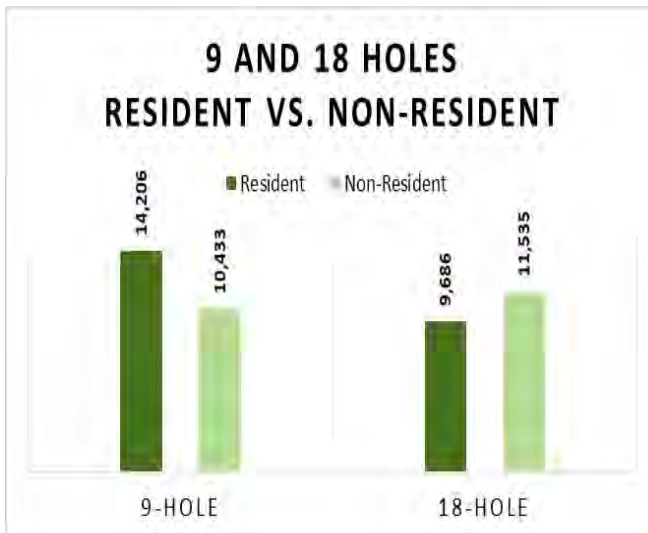 9 AND 18 HOLES
RESIDENT VS. NON-RESIDENT
Resident Non-Resident
14,206
10,433
9,686
11,535
9-HOLE 18-HOLE